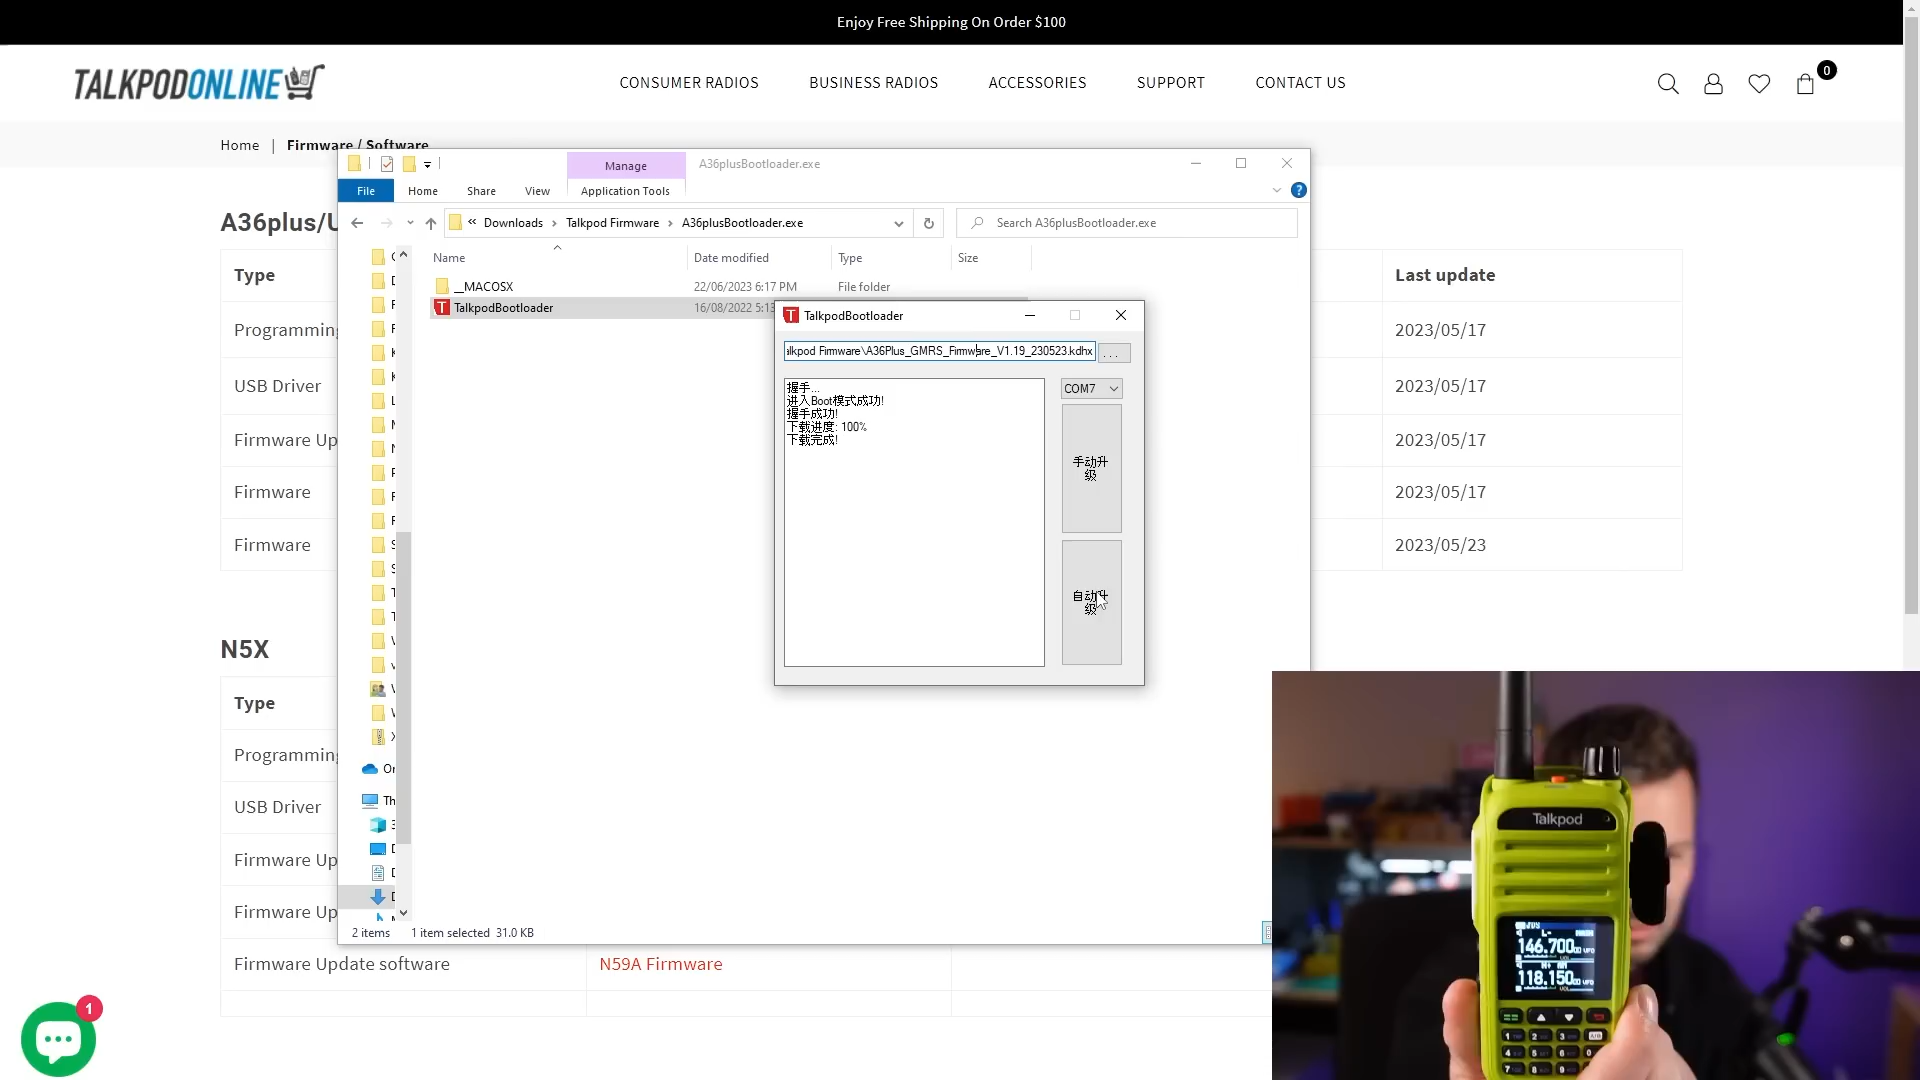 Enjoy Free Shipping On Order $100
TALKPODONLINE
CONSUMER RADIOS
BUSINESS RADIOS
ACCESSORIES
SUPPORT
CONTACT US
0
Home | Firmware / Software
Manage
A36plusBootloader.exe
File
Home
Share
View
Application Tools
« Downloads › Talkpod Firmware › A36plusBootloader.exe
Search A36plusBootloader.exe
Name
Date modified
Type
Size
__MACOSX
22/06/2023 6:17 PM
File folder
TalkpodBootloader
16/08/2022 5:13
TalkpodBootloader
alkpod Firmware\A36Plus_GMRS_Firmware_V1.19_230523.kdhx
...
握手...
进入Boot模式成功!
握手成功!
下载进度: 100%
下载完成!
COM7
手动升
级
自动升
级
2 items
1 item selected 31.0 KB
A36plus/U
Type
Last update
Programming
2023/05/17
USB Driver
2023/05/17
Firmware Up
2023/05/17
Firmware
2023/05/17
Firmware
2023/05/23
N5X
Type
Programming
USB Driver
Firmware Up
Firmware Up
Firmware Update software
N59A Firmware
1
Talkpod
146.700
118.150